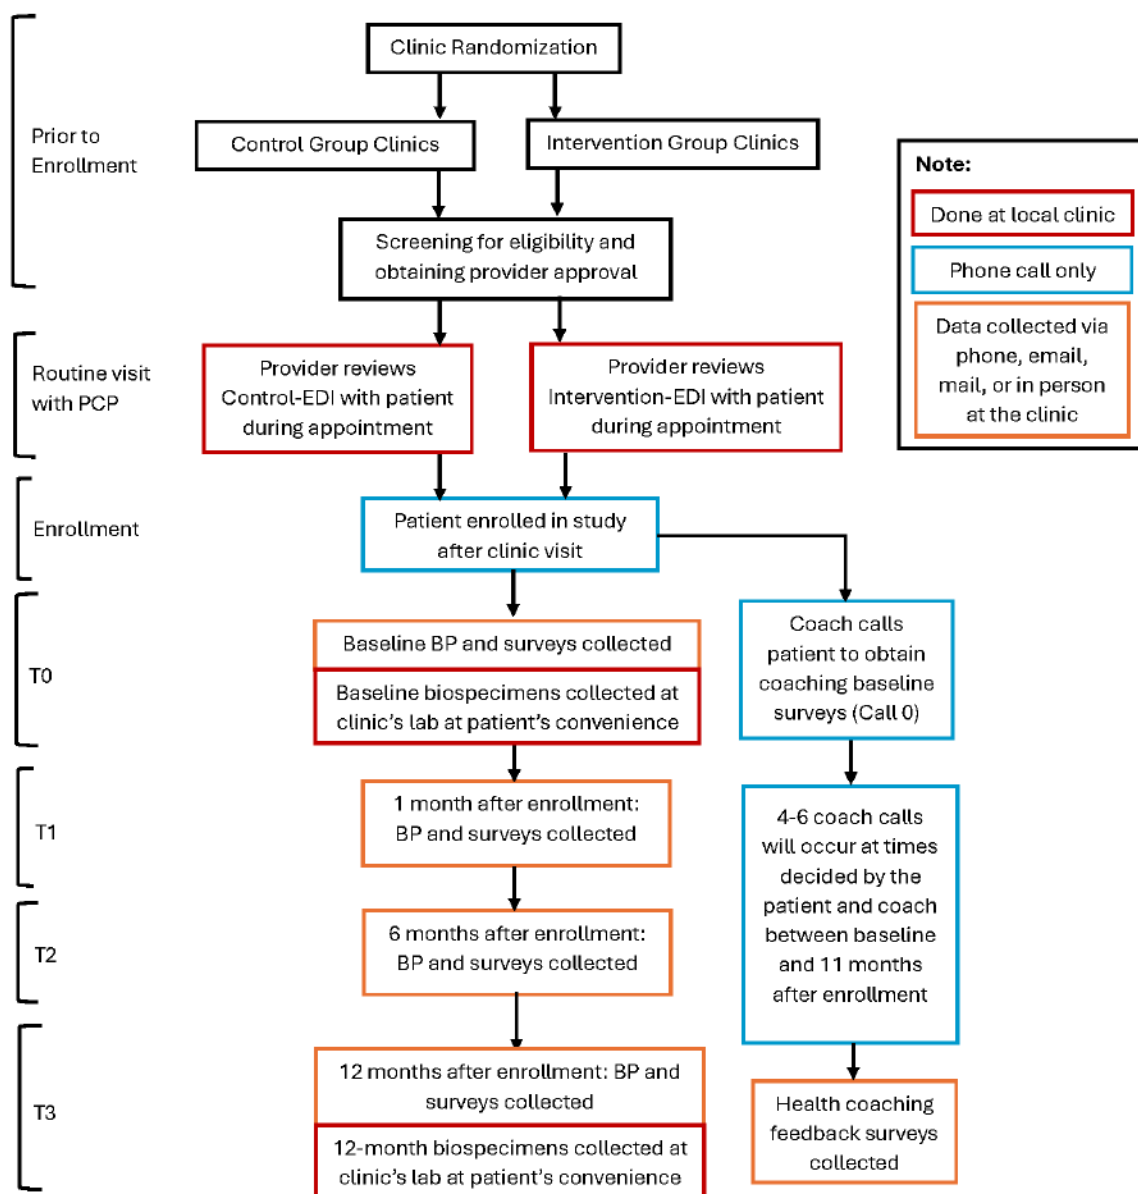 Clinic Randomization
Prior to
Enrollment
Control Group Clinics
Intervention Group Clinics
Screening for eligibility and
obtaining provider approval
Note:
Done at local clinic
Phone call only
Data collected via
phone, email,
mail, or in person
at the clinic
Routine visit
with PCP
Provider reviews
Control-EDI with patient
during appointment
Provider reviews
Intervention-EDI with patient
during appointment
Enrollment
Patient enrolled in study
after clinic visit
T0
Baseline BP and surveys collected
Baseline biospecimens collected at
clinic's lab at patient's convenience
Coach calls
patient to obtain
coaching baseline
surveys (Call 0)
T1
1 month after enrollment:
BP and surveys collected
4-6 coach calls
will occur at times
decided by the
patient and coach
between baseline
and 11 months
after enrollment
T2
6 months after enrollment:
BP and surveys collected
T3
12 months after enrollment: BP and
surveys collected
12-month biospecimens collected at
clinic's lab at patient's convenience
Health coaching
feedback surveys
collected